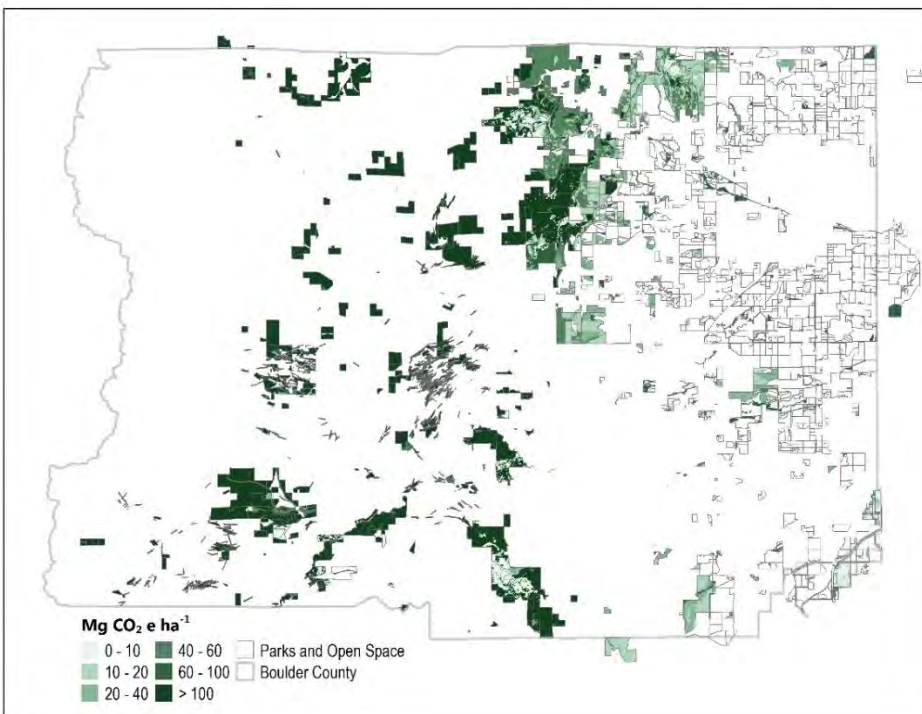 Mg CO₂ e ha⁻¹
0 - 10
10 - 20
20 - 40
40 - 60
60 - 100
> 100
Parks and Open Space
Boulder County